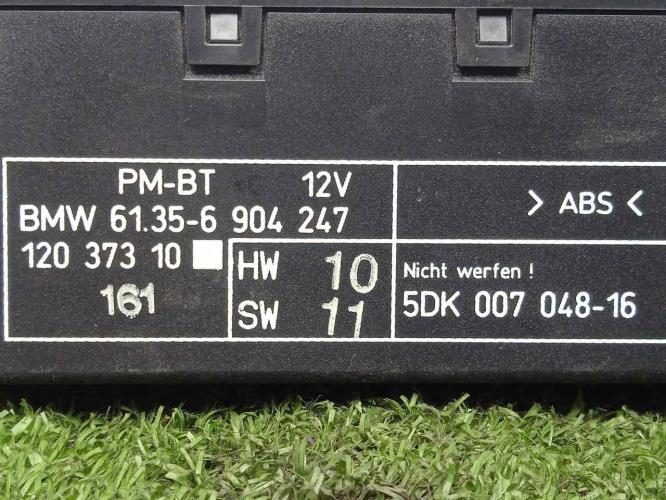 PM-BT 12V
BMW 61.35-6 904 247
120 373 10
161
HW 10
SW 11
> ABS <
Nicht werfen !
5DK 007 048-16